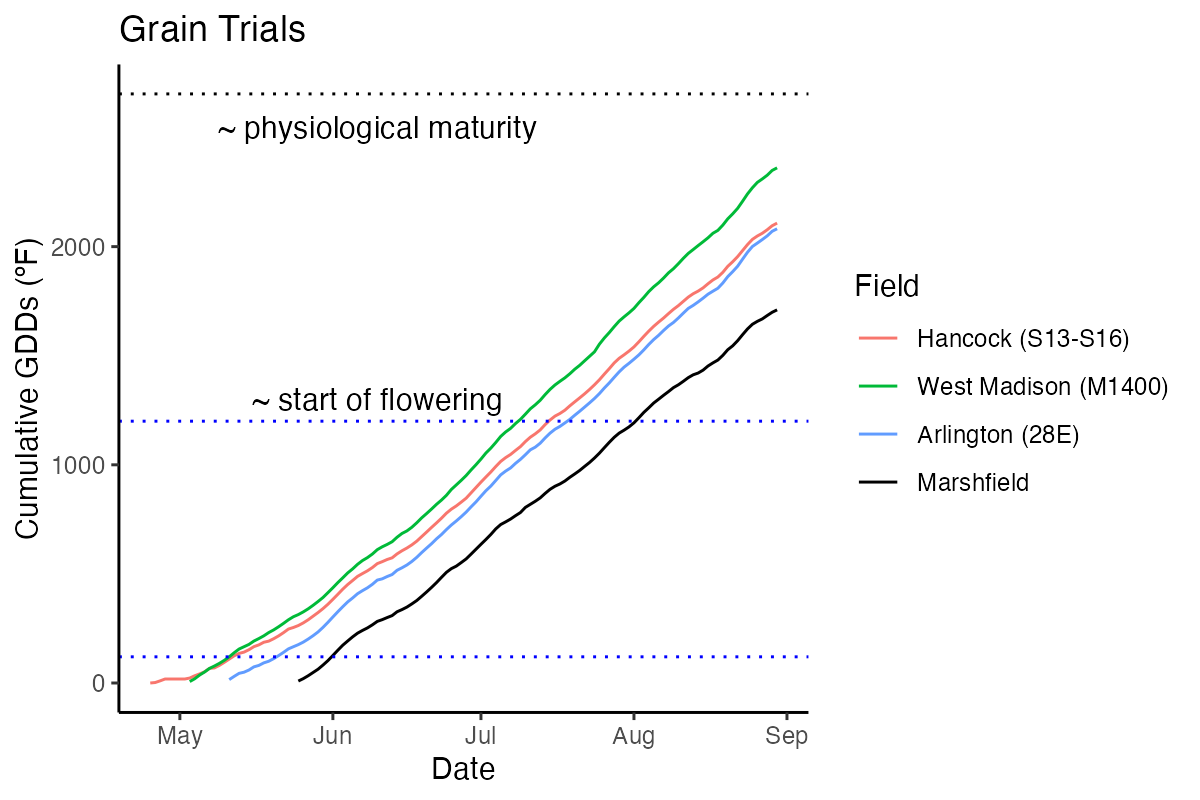 Grain Trials
~ physiological maturity
~ start of flowering
Cumulative GDDs (°F)
2000
1000
0
May
Jun
Jul
Aug
Sep
Date
Field
Hancock (S13-S16)
West Madison (M1400)
Arlington (28E)
Marshfield